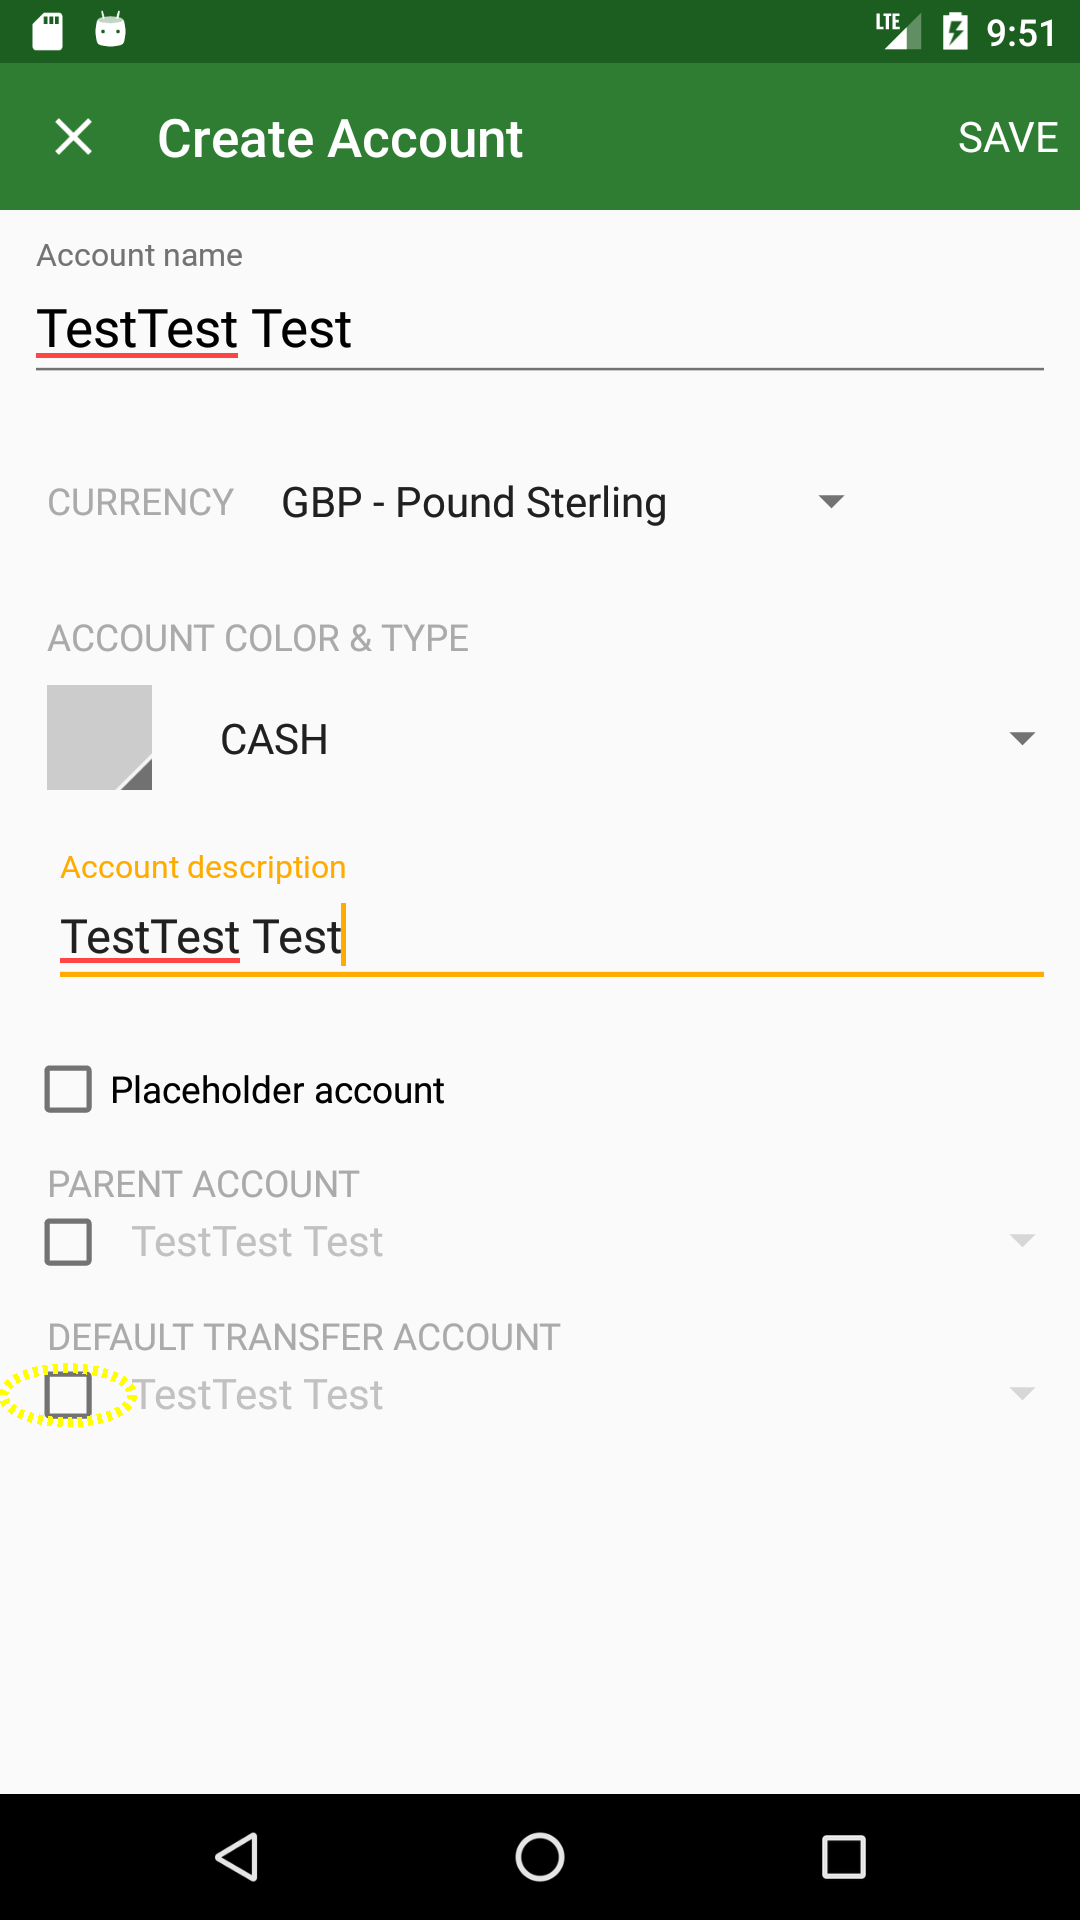 LTE 9:51
Create Account SAVE
Account name
TestTest Test
CURRENCY GBP - Pound Sterling
ACCOUNT COLOR & TYPE
CASH
Account description
TestTest Test
Placeholder account
PARENT ACCOUNT
TestTest Test
DEFAULT TRANSFER ACCOUNT
TestTest Test